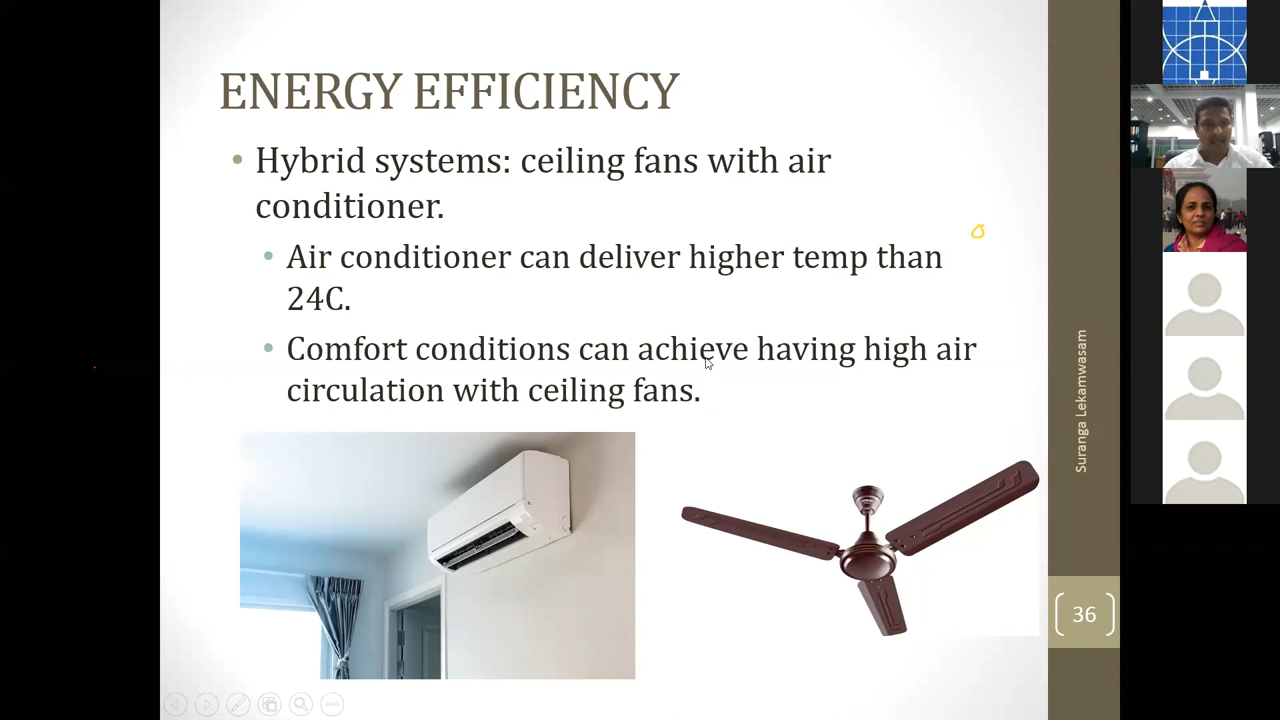 ENERGY EFFICIENCY
• Hybrid systems: ceiling fans with air
conditioner.
• Air conditioner can deliver higher temp than
24C.
• Comfort conditions can achieve having high air
circulation with ceiling fans.
Suranga Lekamwasam
36